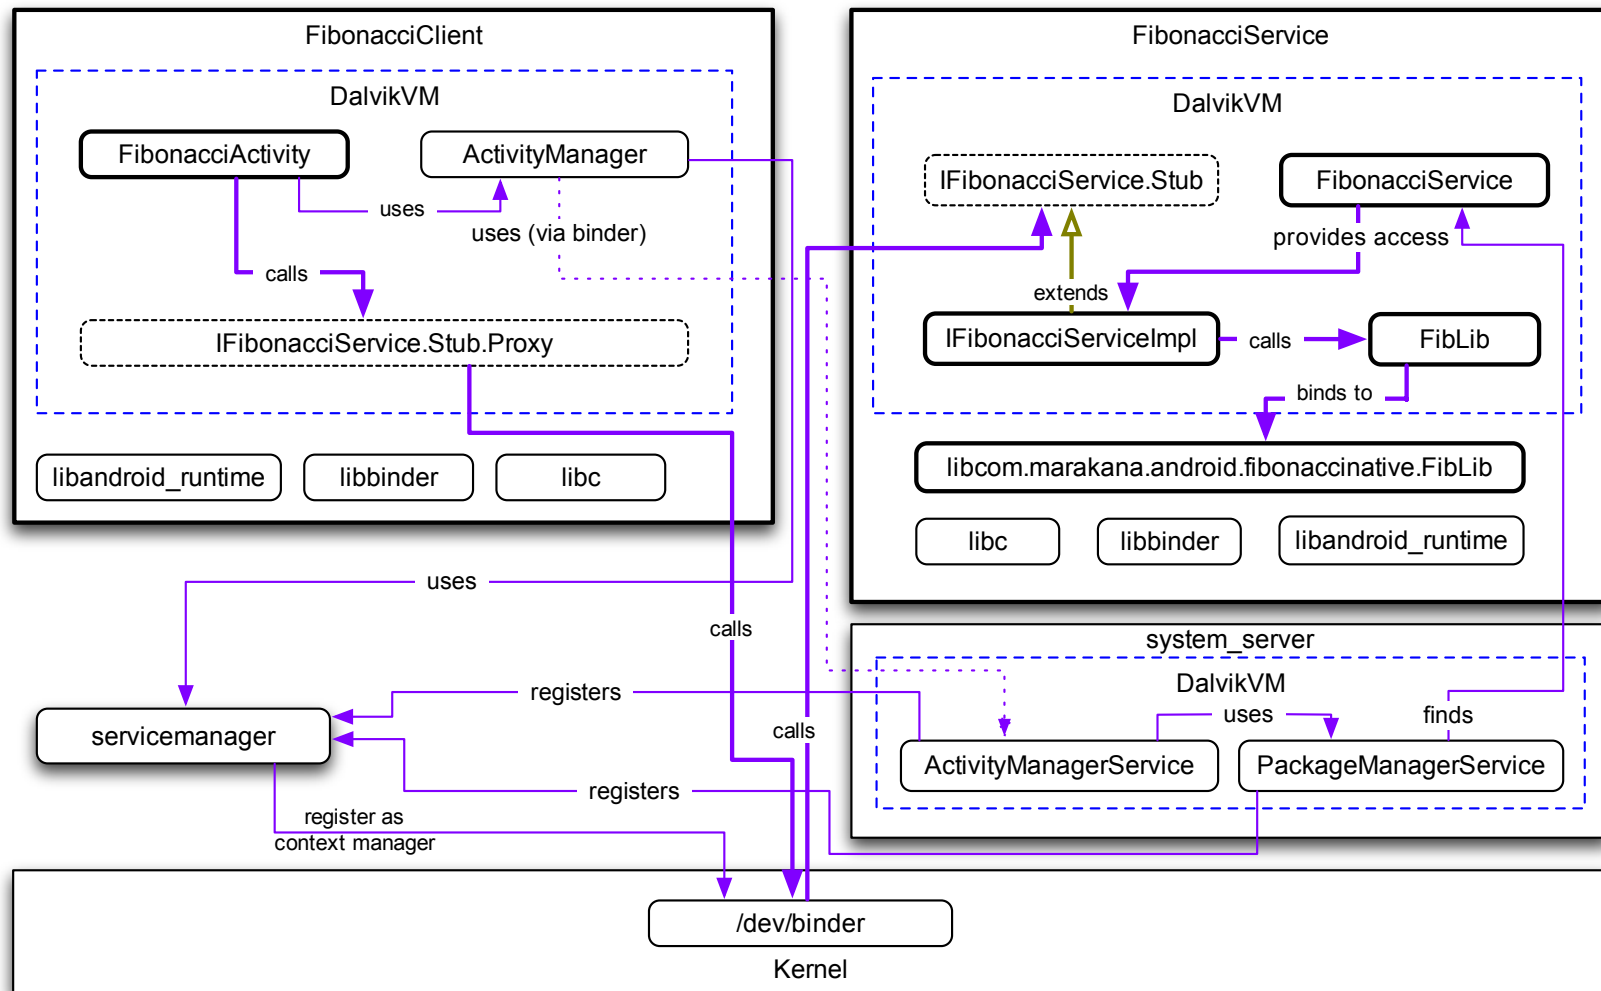 FibonacciClient
DalvikVM
FibonacciActivity
ActivityManager
uses
uses (via binder)
calls
IFibonacciService.Stub.Proxy
libandroid_runtime
libbinder
libc
FibonacciService
DalvikVM
IFibonacciService.Stub
FibonacciService
provides access
extends
IFibonacciServiceImpl
calls
FibLib
binds to
libcom.marakana.android.fibonaccinative.FibLib
libc
libbinder
libandroid_runtime
uses
calls
system_server
DalvikVM
registers
calls
uses
finds
servicemanager
ActivityManagerService
PackageManagerService
registers
register as
context manager
/dev/binder
Kernel